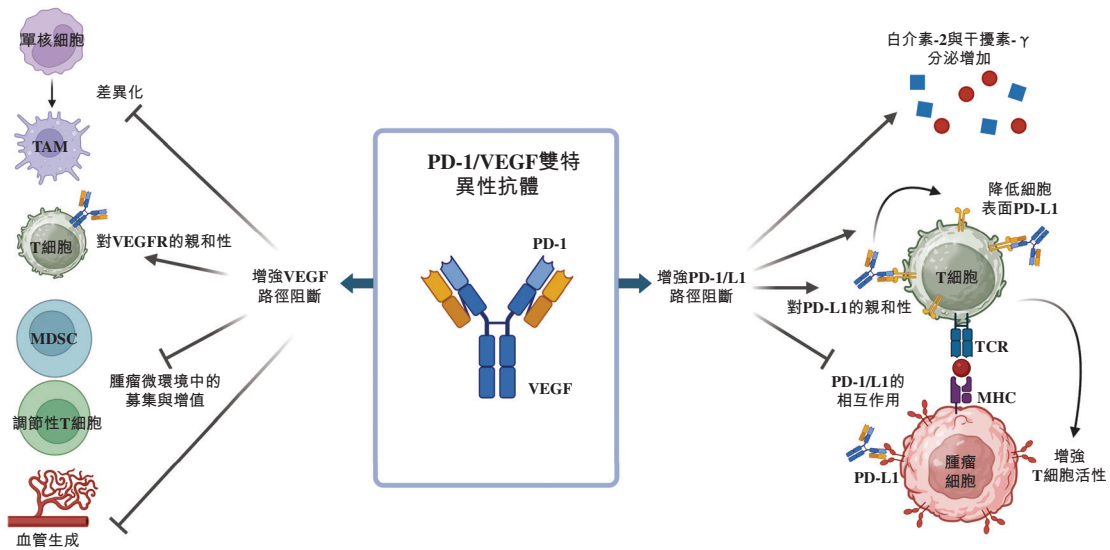 單核細胞
差異化
TAM
T細胞
對VEGFR的親和性
MDSC
腫瘤微環境中的
募集與增值
調節性T細胞
血管生成
增強VEGF
路徑阻斷
PD-1/VEGF雙特
異性抗體
PD-1
VEGF
增強PD-1/L1
路徑阻斷
白介素-2與干擾素-γ
分泌增加
降低細胞
表面PD-L1
T細胞
對PD-L1的親和性
TCR
PD-1/L1的
相互作用
MHC
PD-L1
腫瘤
細胞
增強
T細胞活性